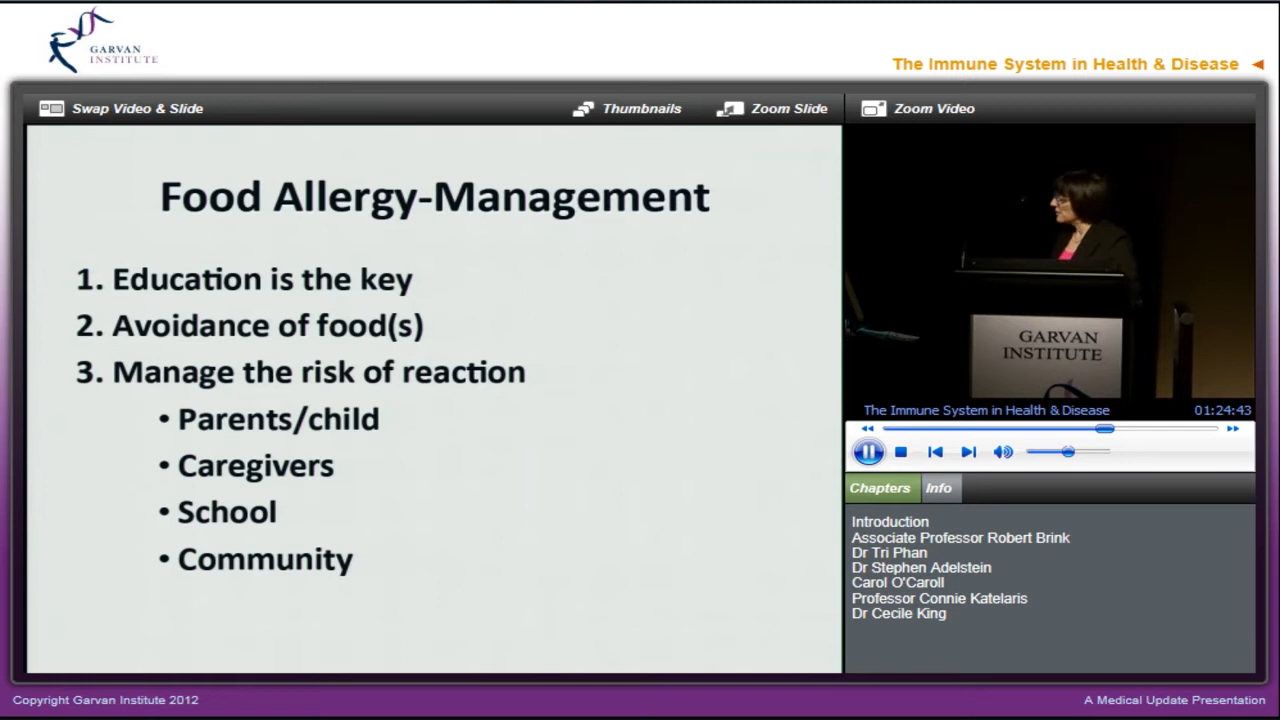 GARVAN
INSTITUTE
The Immune System in Health & Disease
Swap Video & Slide
Thumbnails
Zoom Slide
Zoom Video
Food Allergy-Management
1. Education is the key
2. Avoidance of food(s)
3. Manage the risk of reaction
• Parents/child
• Caregivers
• School
• Community
GARVAN
INSTITUTE
The Immune System in Health & Disease
01:24:43
Chapters
Info
Introduction
Associate Professor Robert Brink
Dr Tri Phan
Dr Stephen Adelstein
Carol O'Caroll
Professor Connie Katelaris
Dr Cecile King
Copyright Garvan Institute 2012
A Medical Update Presentation